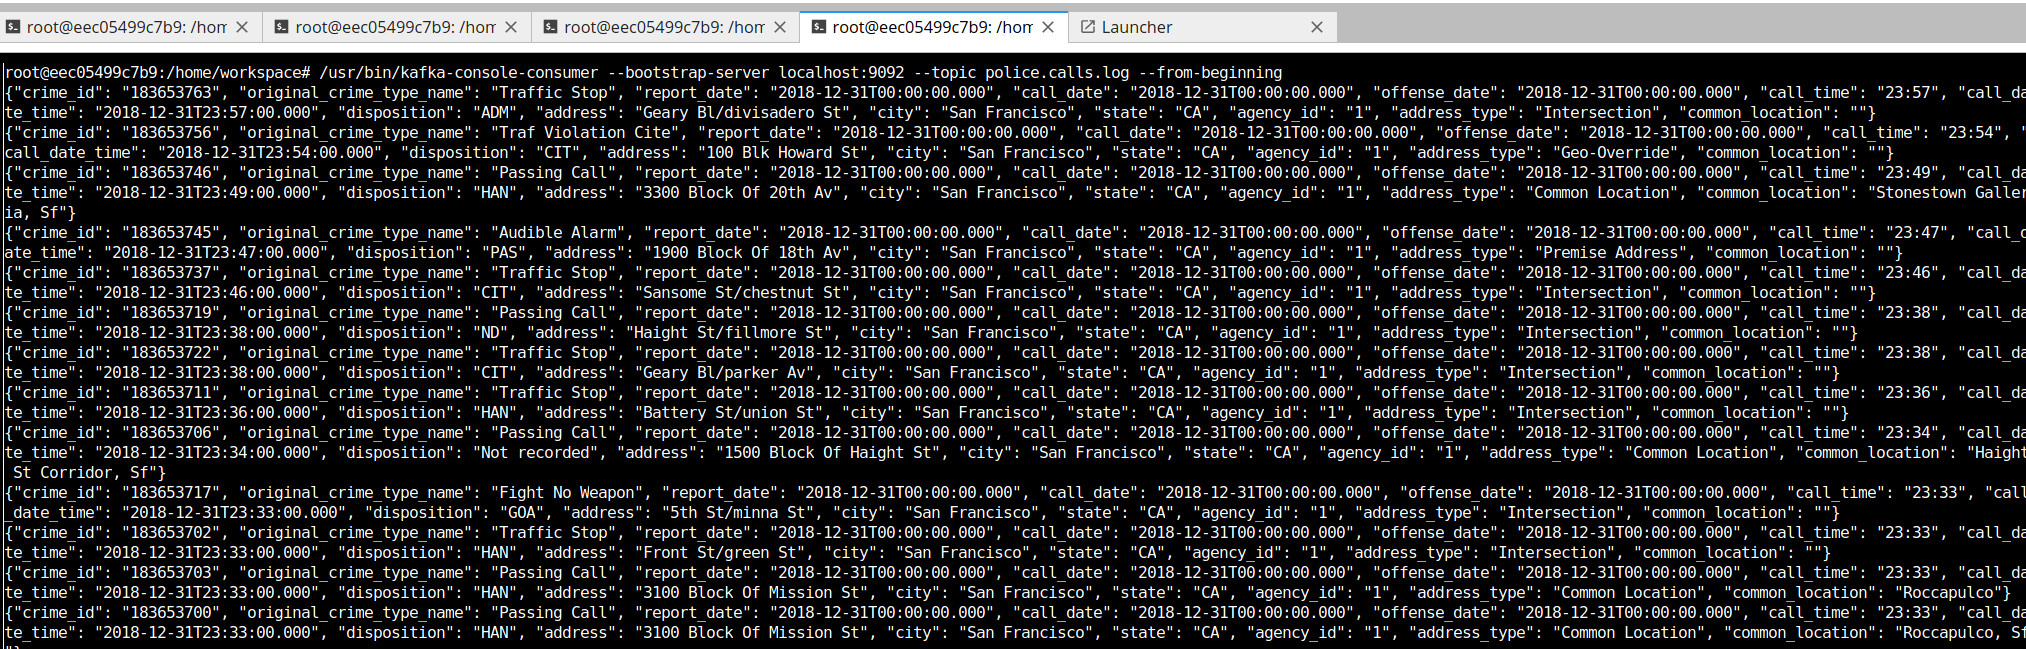 root@eec05499c7b9: /hom
root@eec05499c7b9: /hom
root@eec05499c7b9: /hom
root@eec05499c7b9: /hom
Launcher
root@eec05499c7b9:/home/workspace# /usr/bin/kafka-console-consumer --bootstrap-server localhost:9092 --topic police.calls.log --from-beginning
{"crime_id": "183653763", "original_crime_type_name": "Traffic Stop", "report_date": "2018-12-31T00:00:00.000", "call_date": "2018-12-31T00:00:00.000", "offense_date": "2018-12-31T00:00:00.000", "call_time": "23:57", "call_da
te_time": "2018-12-31T23:57:00.000", "disposition": "ADM", "address": "Geary Bl/divisadero St", "city": "San Francisco", "state": "CA", "agency_id": "1", "address_type": "Intersection", "common_location": ""}
{"crime_id": "183653756", "original_crime_type_name": "Traf Violation Cite", "report_date": "2018-12-31T00:00:00.000", "call_date": "2018-12-31T00:00:00.000", "offense_date": "2018-12-31T00:00:00.000", "call_time": "23:54", "
call_date_time": "2018-12-31T23:54:00.000", "disposition": "CIT", "address": "100 Blk Howard St", "city": "San Francisco", "state": "CA", "agency_id": "1", "address_type": "Geo-Override", "common_location": ""}
{"crime_id": "183653746", "original_crime_type_name": "Passing Call", "report_date": "2018-12-31T00:00:00.000", "call_date": "2018-12-31T00:00:00.000", "offense_date": "2018-12-31T00:00:00.000", "call_time": "23:49", "call_da
te_time": "2018-12-31T23:49:00.000", "disposition": "HAN", "address": "3300 Block Of 20th Av", "city": "San Francisco", "state": "CA", "agency_id": "1", "address_type": "Common Location", "common_location": "Stonestown Galler
ia, Sf"}
{"crime_id": "183653745", "original_crime_type_name": "Audible Alarm", "report_date": "2018-12-31T00:00:00.000", "call_date": "2018-12-31T00:00:00.000", "offense_date": "2018-12-31T00:00:00.000", "call_time": "23:47", "call_d
ate_time": "2018-12-31T23:47:00.000", "disposition": "PAS", "address": "1900 Block Of 18th Av", "city": "San Francisco", "state": "CA", "agency_id": "1", "address_type": "Premise Address", "common_location": ""}
{"crime_id": "183653737", "original_crime_type_name": "Traffic Stop", "report_date": "2018-12-31T00:00:00.000", "call_date": "2018-12-31T00:00:00.000", "offense_date": "2018-12-31T00:00:00.000", "call_time": "23:46", "call_da
te_time": "2018-12-31T23:46:00.000", "disposition": "CIT", "address": "Sansome St/chestnut St", "city": "San Francisco", "state": "CA", "agency_id": "1", "address_type": "Intersection", "common_location": ""}
{"crime_id": "183653719", "original_crime_type_name": "Passing Call", "report_date": "2018-12-31T00:00:00.000", "call_date": "2018-12-31T00:00:00.000", "offense_date": "2018-12-31T00:00:00.000", "call_time": "23:38", "call_da
te_time": "2018-12-31T23:38:00.000", "disposition": "ND", "address": "Haight St/fillmore St", "city": "San Francisco", "state": "CA", "agency_id": "1", "address_type": "Intersection", "common_location": ""}
{"crime_id": "183653722", "original_crime_type_name": "Traffic Stop", "report_date": "2018-12-31T00:00:00.000", "call_date": "2018-12-31T00:00:00.000", "offense_date": "2018-12-31T00:00:00.000", "call_time": "23:38", "call_da
te_time": "2018-12-31T23:38:00.000", "disposition": "CIT", "address": "Geary Bl/parker Av", "city": "San Francisco", "state": "CA", "agency_id": "1", "address_type": "Intersection", "common_location": ""}
{"crime_id": "183653711", "original_crime_type_name": "Traffic Stop", "report_date": "2018-12-31T00:00:00.000", "call_date": "2018-12-31T00:00:00.000", "offense_date": "2018-12-31T00:00:00.000", "call_time": "23:36", "call_da
te_time": "2018-12-31T23:36:00.000", "disposition": "HAN", "address": "Battery St/union St", "city": "San Francisco", "state": "CA", "agency_id": "1", "address_type": "Intersection", "common_location": ""}
{"crime_id": "183653706", "original_crime_type_name": "Passing Call", "report_date": "2018-12-31T00:00:00.000", "call_date": "2018-12-31T00:00:00.000", "offense_date": "2018-12-31T00:00:00.000", "call_time": "23:34", "call_da
te_time": "2018-12-31T23:34:00.000", "disposition": "Not recorded", "address": "1500 Block Of Haight St", "city": "San Francisco", "state": "CA", "agency_id": "1", "address_type": "Common Location", "common_location": "Haight
St Corridor, Sf"}
{"crime_id": "183653717", "original_crime_type_name": "Fight No Weapon", "report_date": "2018-12-31T00:00:00.000", "call_date": "2018-12-31T00:00:00.000", "offense_date": "2018-12-31T00:00:00.000", "call_time": "23:33", "call
_date_time": "2018-12-31T23:33:00.000", "disposition": "GOA", "address": "5th St/minna St", "city": "San Francisco", "state": "CA", "agency_id": "1", "address_type": "Intersection", "common_location": ""}
{"crime_id": "183653702", "original_crime_type_name": "Traffic Stop", "report_date": "2018-12-31T00:00:00.000", "call_date": "2018-12-31T00:00:00.000", "offense_date": "2018-12-31T00:00:00.000", "call_time": "23:33", "call_da
te_time": "2018-12-31T23:33:00.000", "disposition": "HAN", "address": "Front St/green St", "city": "San Francisco", "state": "CA", "agency_id": "1", "address_type": "Intersection", "common_location": ""}
{"crime_id": "183653703", "original_crime_type_name": "Passing Call", "report_date": "2018-12-31T00:00:00.000", "call_date": "2018-12-31T00:00:00.000", "offense_date": "2018-12-31T00:00:00.000", "call_time": "23:33", "call_da
te_time": "2018-12-31T23:33:00.000", "disposition": "HAN", "address": "3100 Block Of Mission St", "city": "San Francisco", "state": "CA", "agency_id": "1", "address_type": "Common Location", "common_location": "Roccapulco"}
{"crime_id": "183653700", "original_crime_type_name": "Passing Call", "report_date": "2018-12-31T00:00:00.000", "call_date": "2018-12-31T00:00:00.000", "offense_date": "2018-12-31T00:00:00.000", "call_time": "23:33", "call_da
te_time": "2018-12-31T23:33:00.000", "disposition": "HAN", "address": "3100 Block Of Mission St", "city": "San Francisco", "state": "CA", "agency_id": "1", "address_type": "Common Location", "common_location": "Roccapulco, Sf
"}